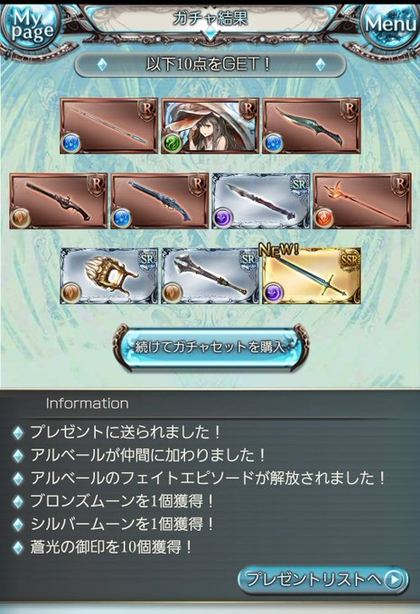 My page
ガチャ結果
Menu
以下10点をGET！
R
R
R
R
R
SR
R
SR
SR
NEW!
SSR
続けてガチャセットを購入
Information
プレゼントに送られました！
アルベールが仲間に加わりました！
アルベールのフェイトエピソードが解放されました！
ブロンズムーンを1個獲得！
シルバームーンを1個獲得！
蒼光の御印を10個獲得！
プレゼントリストへ